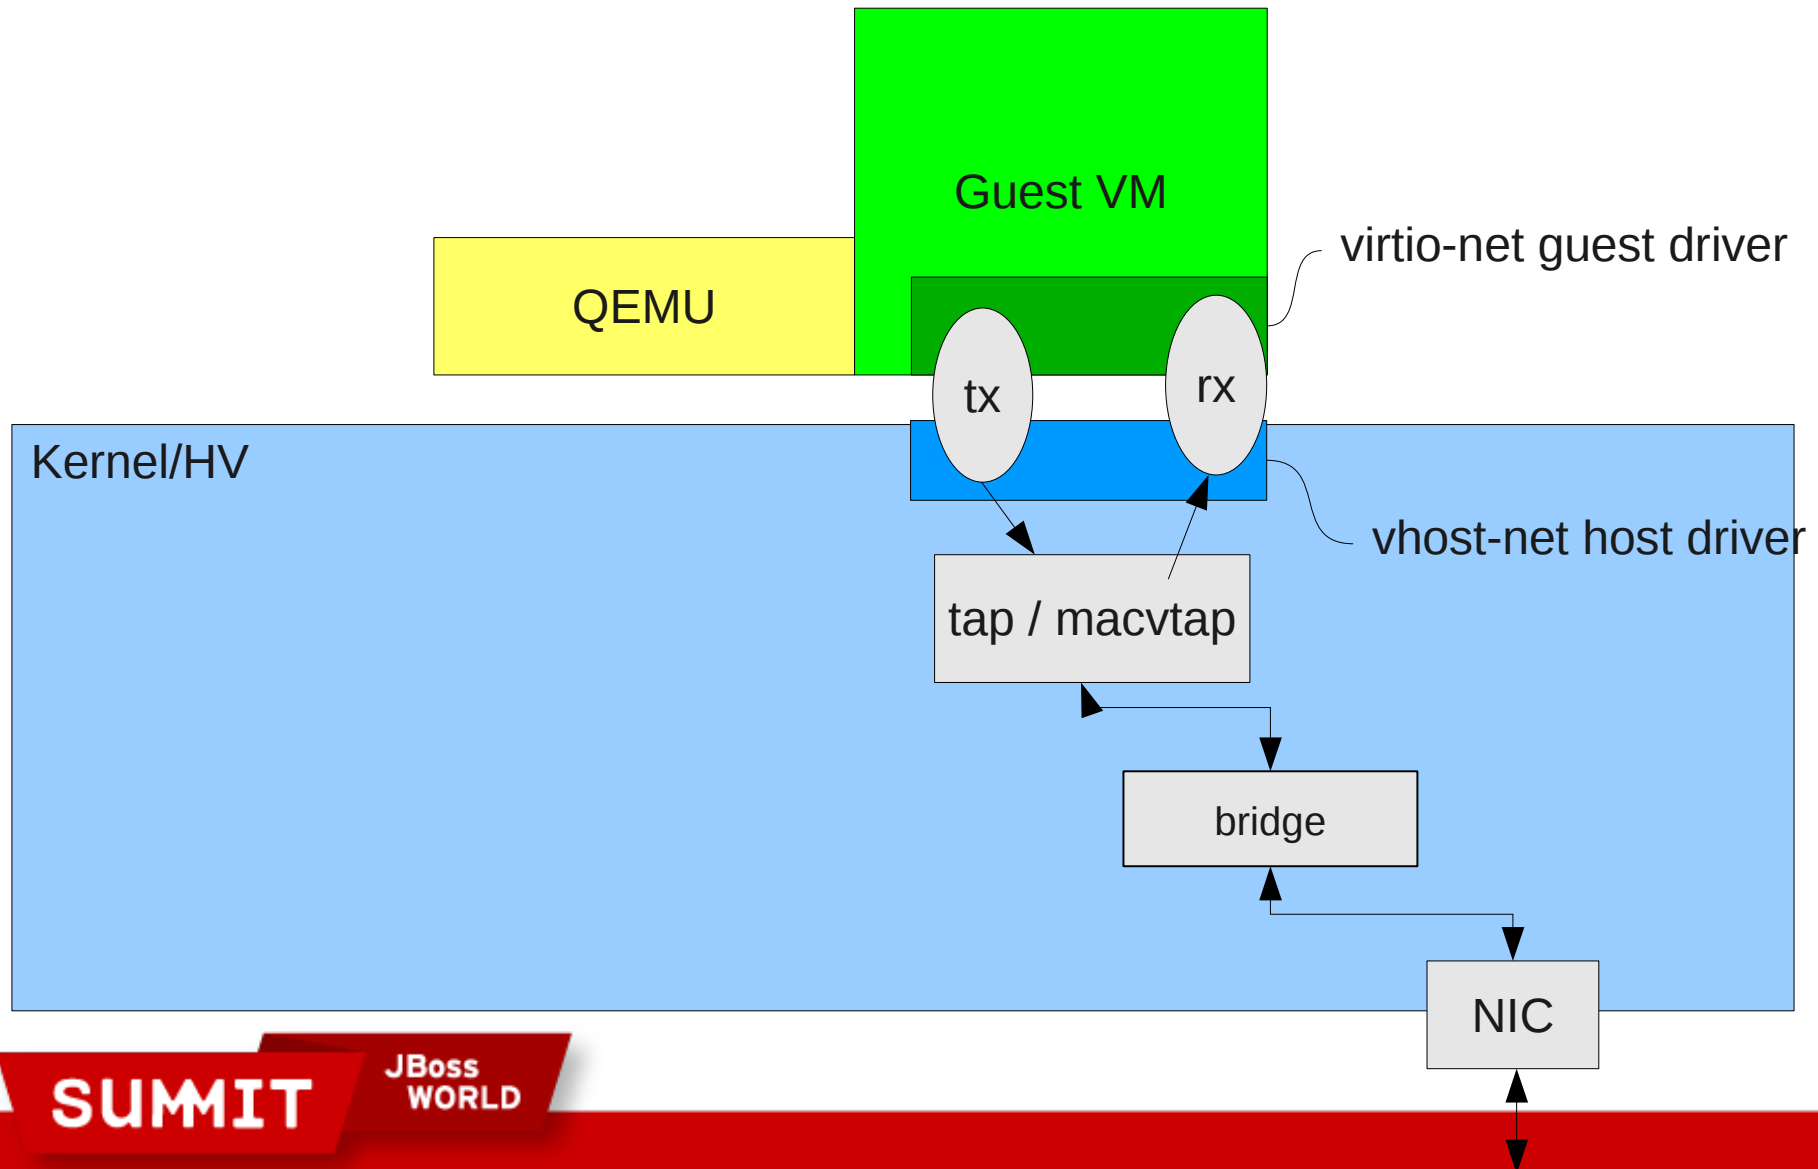 Guest VM
virtio-net guest driver
QEMU
tx
rx
Kernel/HV
vhost-net host driver
tap / macvtap
bridge
NIC
SUMMIT
JBoss
WORLD